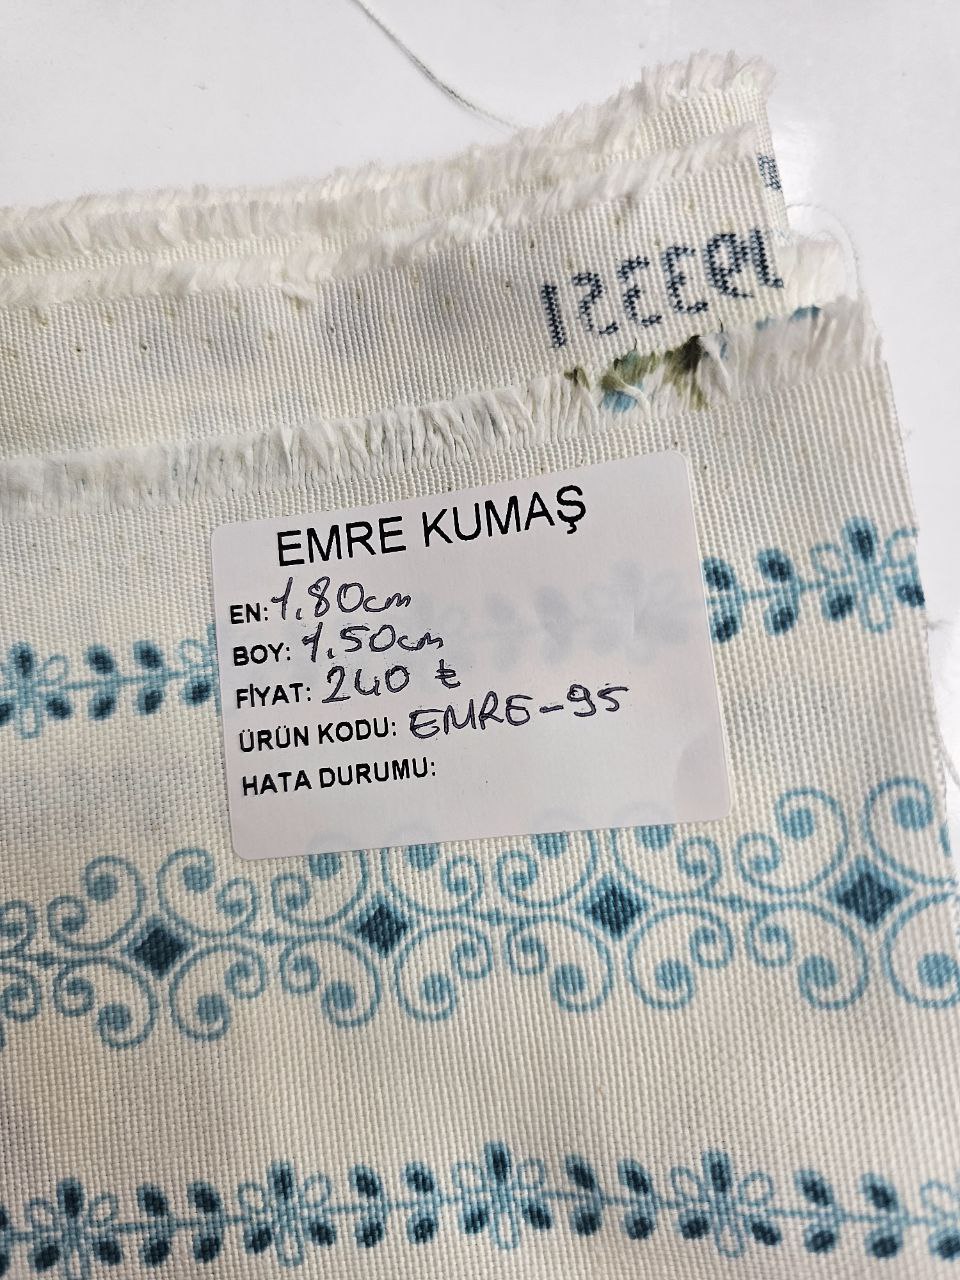 EMRE KUMAŞ
EN: 1.80cm
BOY: 1.50cm
FİYAT: 240 ₺
ÜRÜN KODU: EMRE-95
HATA DURUMU: